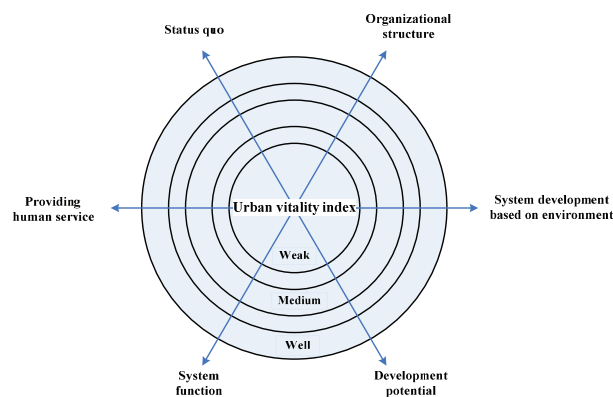 Status quo
Organizational
structure
Providing
human service
Urban vitality index
System development
based on environment
Weak
Medium
Well
System
function
Development
potential